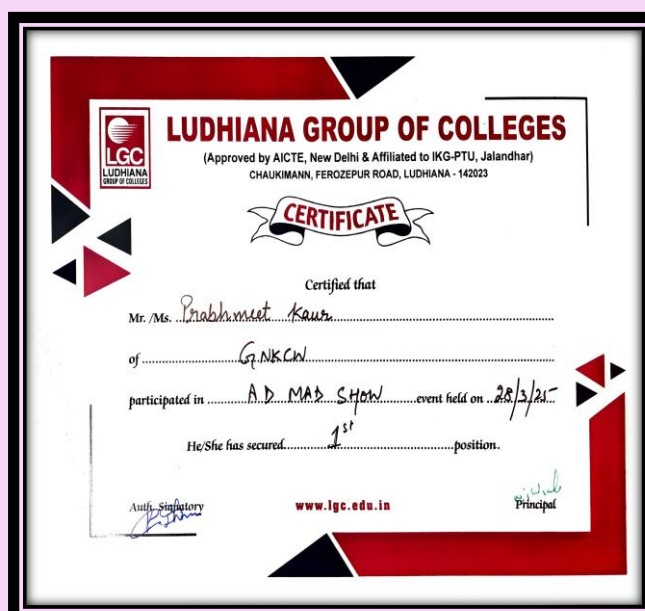 LGC
LUDHIANA
GROUP OF COLLEGES
LUDHIANA GROUP OF COLLEGES
(Approved by AICTE, New Delhi & Affiliated to IKG-PTU, Jalandhar)
CHAUKIMANN, FEROZEPUR ROAD, LUDHIANA - 142023
CERTIFICATE
Certified that
Mr. /Ms. Prabhmeet Kaur
of GNKCW
participated in AD MAD SHOW event held on 28/3/25
He/She has secured 1st position.
Auth. Signatory www.lgc.edu.in Principal